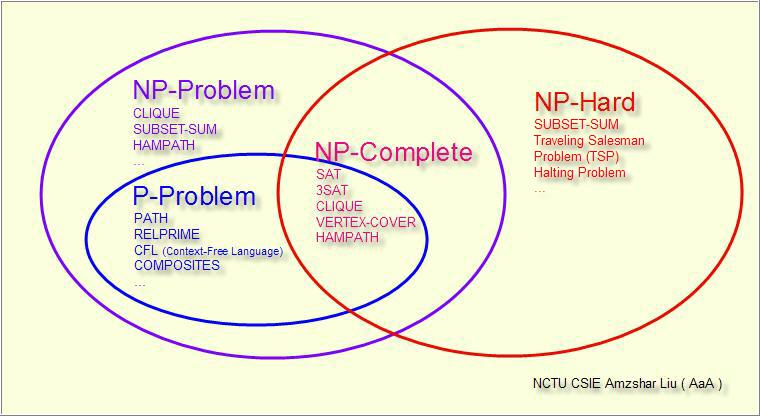 NP-Problem
CLIQUE
SUBSET-SUM
HAMPATH
...
P-Problem
PATH
RELPRIME
CFL (Context-Free Language)
COMPOSITES
...
NP-Complete
SAT
3SAT
CLIQUE
VERTEX-COVER
HAMPATH
NP-Hard
SUBSET-SUM
Traveling Salesman
Problem (TSP)
Halting Problem
...
NCTU CSIE Amzshar Liu ( AaA )